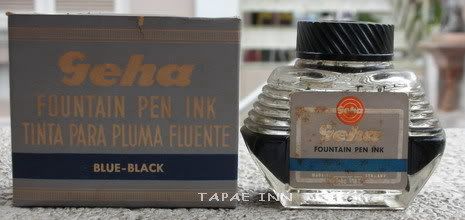 Geha
FOUNTAIN PEN INK
TINTA PARA PLUMA FLUENTE
BLUE-BLACK
Geha
Geha
FOUNTAIN PEN INK
TAPAE INN